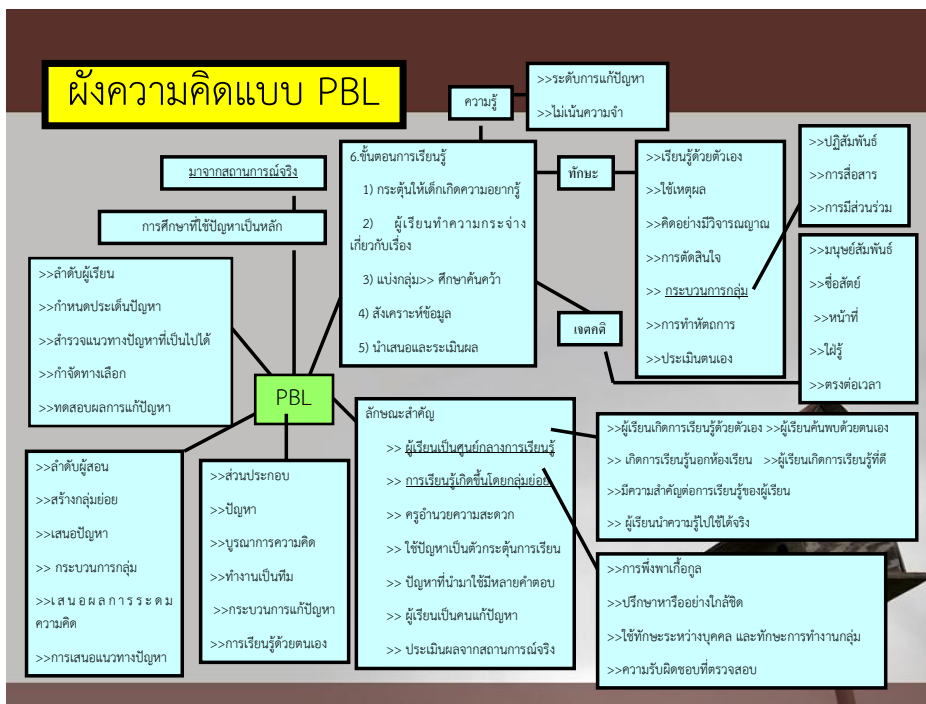 ผังความคิดแบบ PBL
ความรู้
>>ระดับการแก้ปัญหา
>>ไม่เน้นความจำ
มาจากสถานการณ์จริง
การศึกษาที่ใช้ปัญหาเป็นหลัก
6.ขั้นตอนการเรียนรู้
1) กระตุ้นให้เด็กเกิดความอยากรู้
2) ผู้เรียนทำความกระจ่าง
เกี่ยวกับเรื่อง
3) แบ่งกลุ่ม>> ศึกษาค้นคว้า
4) สังเคราะห์ข้อมูล
5) นำเสนอและระเมินผล
ทักษะ
>>เรียนรู้ด้วยตัวเอง
>>ใช้เหตุผล
>>คิดอย่างมีวิจารณญาณ
>>การตัดสินใจ
>> กระบวนการกลุ่ม
>>การทำหัตถการ
>>ประเมินตนเอง
>>ปฏิสัมพันธ์
>>การสื่อสาร
>>การมีส่วนร่วม
เจตคติ
>>มนุษย์สัมพันธ์
>>ซื่อสัตย์
>>หน้าที่
>>ใฝ่รู้
>>ตรงต่อเวลา
>>ลำดับผู้เรียน
>>กำหนดประเด็นปัญหา
>>สำรวจแนวทางปัญหาที่เป็นไปได้
>>กำจัดทางเลือก
>>ทดสอบผลการแก้ปัญหา
PBL
>>ลำดับผู้สอน
>>สร้างกลุ่มย่อย
>>เสนอปัญหา
>> กระบวนการกลุ่ม
>>เสนอผลการระดม
ความคิด
>>การเสนอแนวทางปัญหา
>>ส่วนประกอบ
>>ปัญหา
>>บูรณาการความคิด
>>ทำงานเป็นทีม
>>กระบวนการแก้ปัญหา
>>การเรียนรู้ด้วยตนเอง
ลักษณะสำคัญ
>> ผู้เรียนเป็นศูนย์กลางการเรียนรู้
>> การเรียนรู้เกิดขึ้นโดยกลุ่มย่อย
>> ครูอำนวยความสะดวก
>> ใช้ปัญหาเป็นตัวกระตุ้นการเรียน
>> ปัญหาที่นำมาใช้มีหลายคำตอบ
>> ผู้เรียนเป็นคนแก้ปัญหา
>> ประเมินผลจากสถานการณ์จริง
>>ผู้เรียนเกิดการเรียนรู้ด้วยตัวเอง >>ผู้เรียนค้นพบด้วยตนเอง
>> เกิดการเรียนรู้นอกห้องเรียน >>ผู้เรียนเกิดการเรียนรู้ที่ดี
>>มีความสำคัญต่อการเรียนรู้ของผู้เรียน
>> ผู้เรียนนำความรู้ไปใช้ได้จริง
>>การพึ่งพาเกื้อกูล
>>ปรึกษาหารืออย่างใกล้ชิด
>>ใช้ทักษะระหว่างบุคคล และทักษะการทำงานกลุ่ม
>>ความรับผิดชอบที่ตรวจสอบ